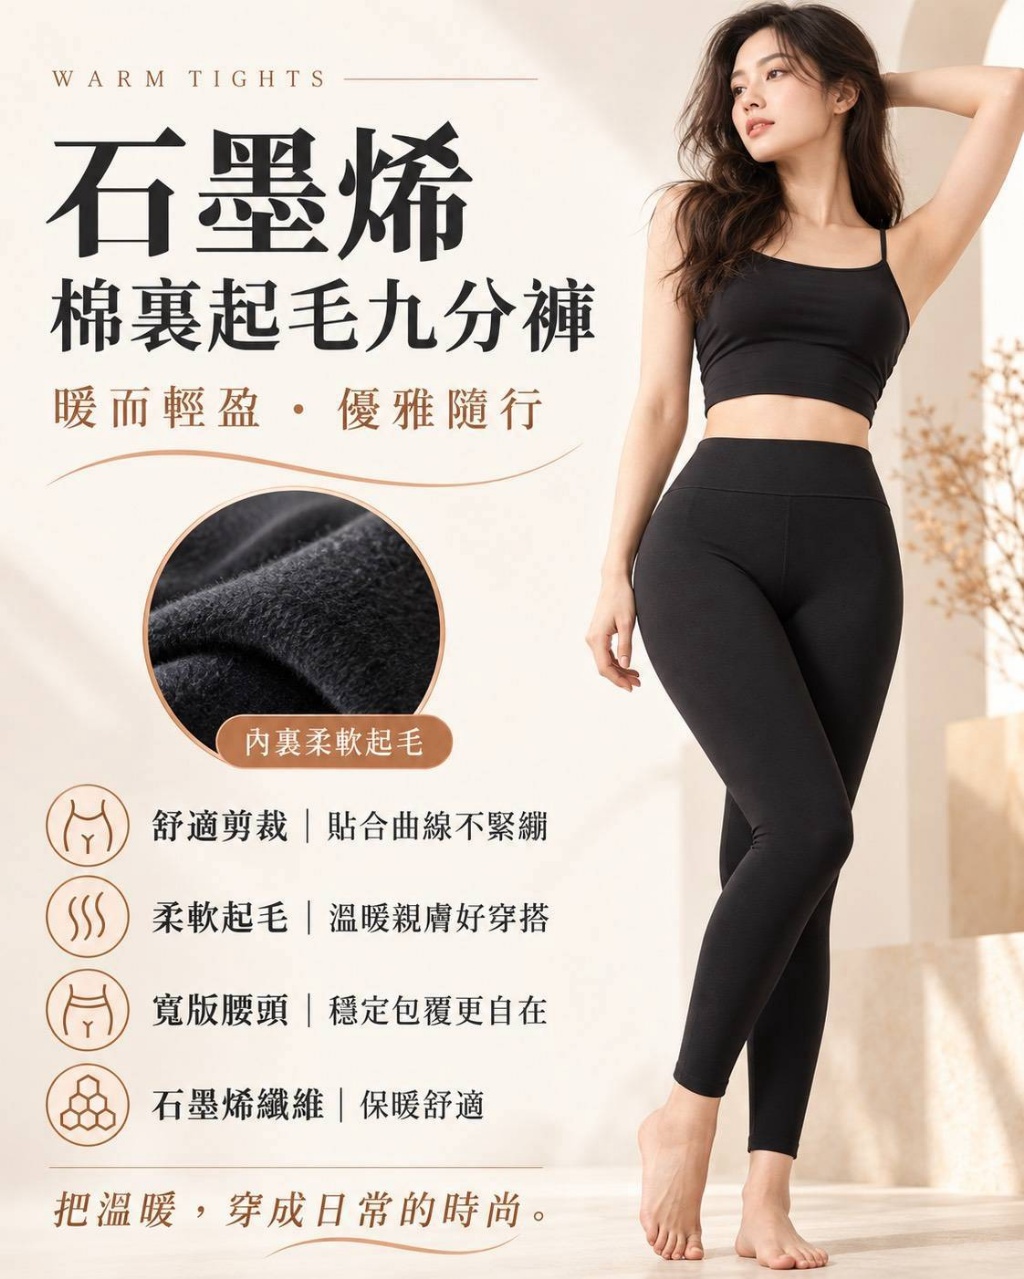 WARM TIGHTS
石墨烯
棉裏起毛九分褲
暖而輕盈・優雅隨行
內裏柔軟起毛
舒適剪裁｜貼合曲線不緊繃
柔軟起毛｜溫暖親膚好穿搭
寬版腰頭｜穩定包覆更自在
石墨烯纖維｜保暖舒適
把溫暖，穿成日常的時尚。